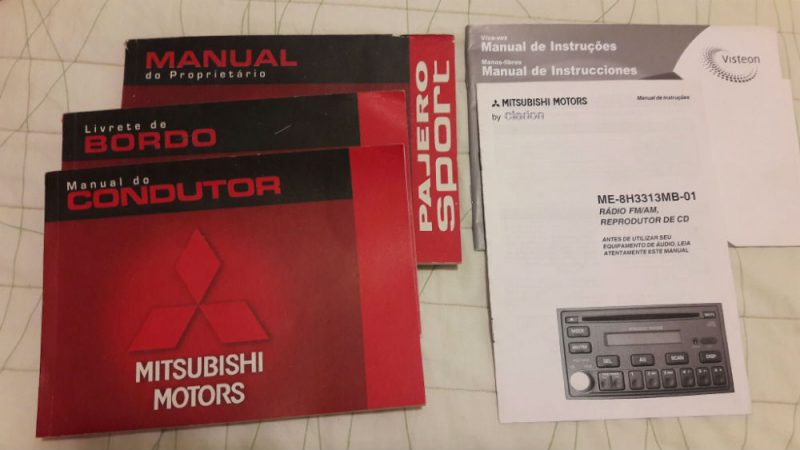 MANUAL
do Proprietário
PAJERO
sport
Livrete de
BORDO
Manual do
CONDUTOR
MITSUBISHI
MOTORS
Viva-voz
Manual de Instruções
Manos-libres
Manual de Instrucciones
Visteon
MITSUBISHI MOTORS
Manual de instruções
by clarion
ME-8H3313MB-01
RÁDIO FM/AM,
REPRODUTOR DE CD
ANTES DE UTILIZAR SEU
EQUIPAMENTO DE ÁUDIO, LEIA
ATENTAMENTE ESTE MANUAL
MODE
SEL
AS
SCAN
DISP